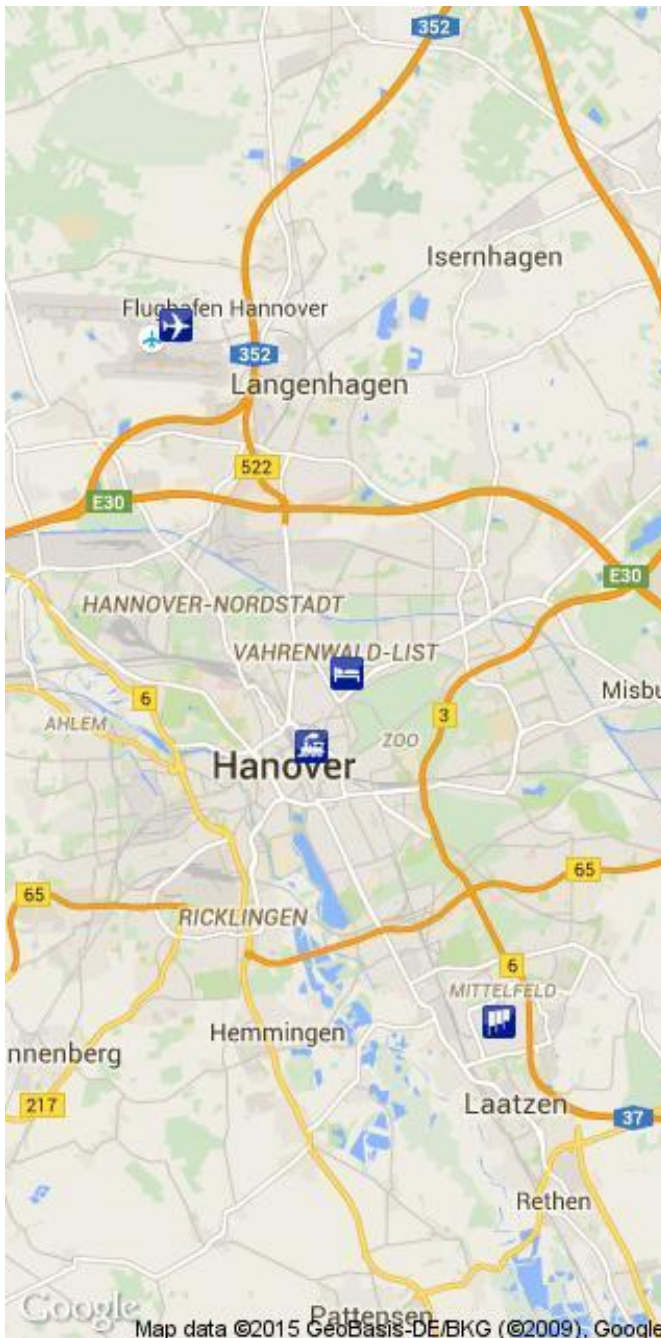 352
Isernhagen
Flughafen Hannover
352
Langenhagen
522
E30
E30
HANNOVER-NORDSTADT
VAHRENWALD-LIST
6
Misbu
3
AHLEM
ZOO
Hanover
65
65
RICKLINGEN
6
MITTELFELD
Hemmingen
nnenberg
217
Laatzen
37
Rethen
Pattensen
Google
Map data ©2015 GeoBasis-DE/BKG (©2009), Google